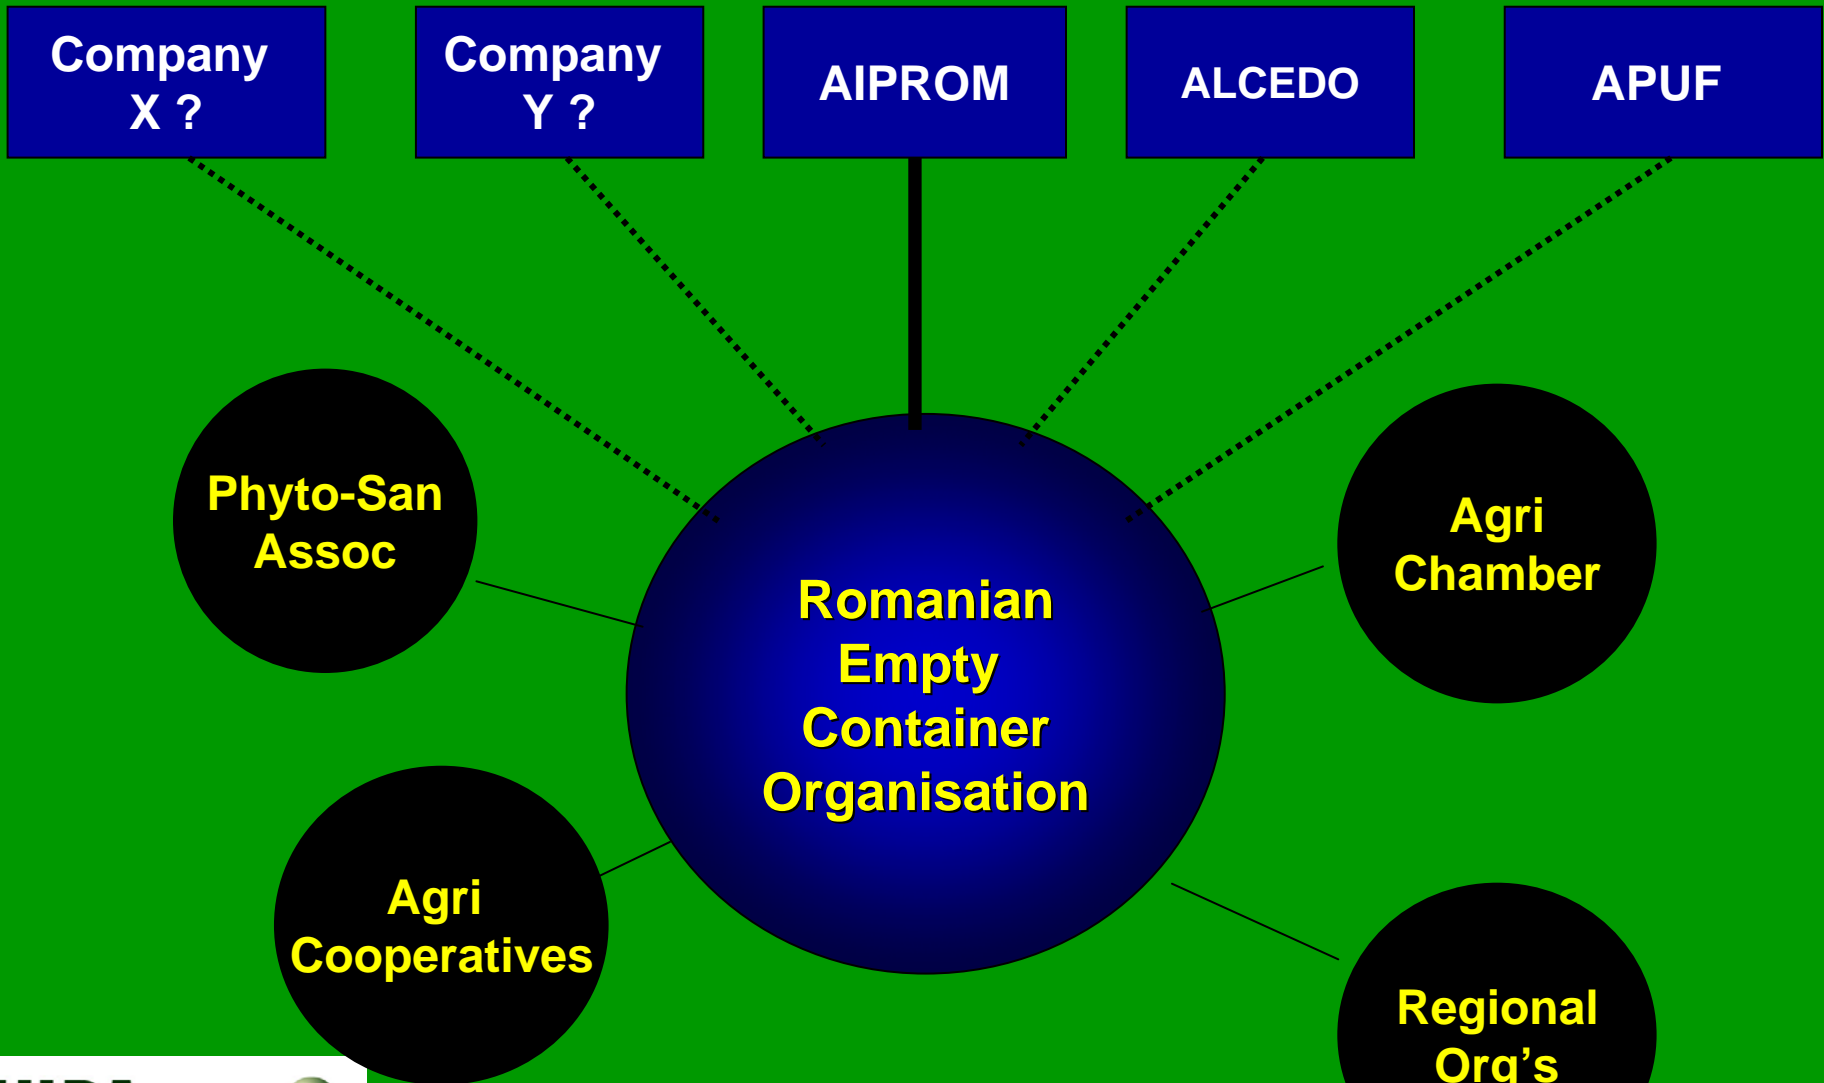 Company
X ?
Company
Y ?
AIPROM
ALCEDO
APUF
Phyto-San
Assoc
Agri
Chamber
Romanian
Empty
Container
Organisation
Agri
Cooperatives
Regional
Org's